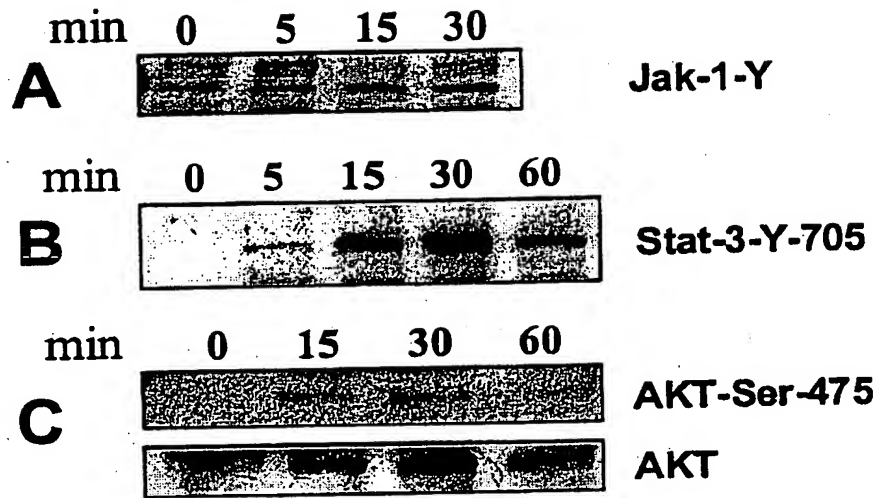 min 0 5 15 30
A Jak-1-Y
min 0 5 15 30 60
B Stat-3-Y-705
min 0 15 30 60
C AKT-Ser-475
AKT